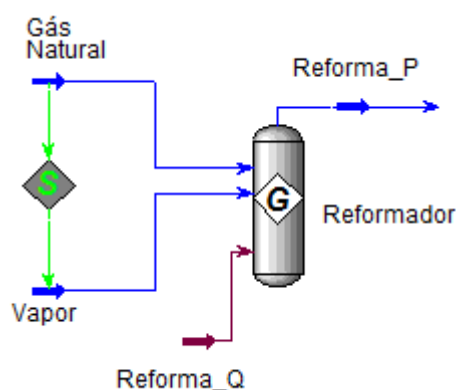 Gás
Natural
Reforma_P
S
G
Reformador
Vapor
Reforma_Q